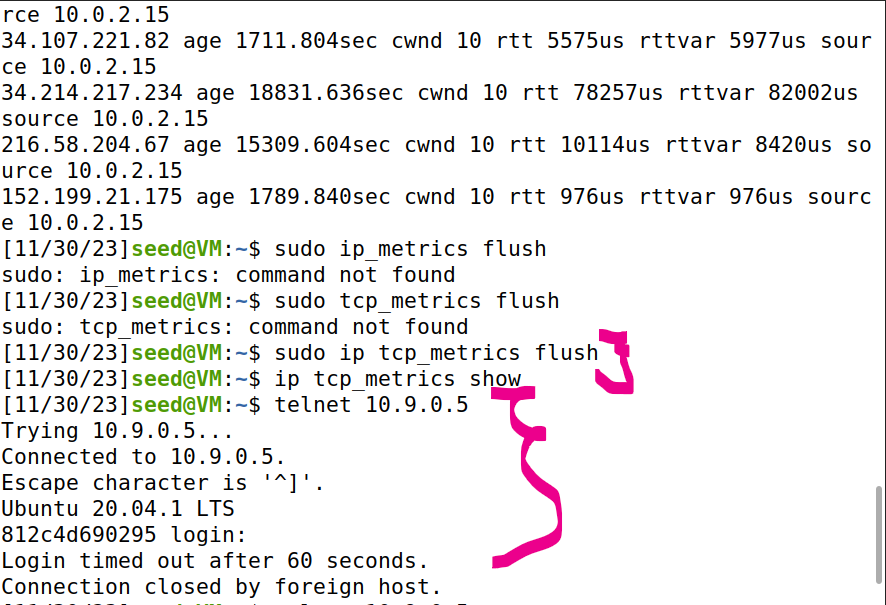 rce 10.0.2.15
34.107.221.82 age 1711.804sec cwnd 10 rtt 5575us rttvar 5977us sour
ce 10.0.2.15
34.214.217.234 age 18831.636sec cwnd 10 rtt 78257us rttvar 82002us
source 10.0.2.15
216.58.204.67 age 15309.604sec cwnd 10 rtt 10114us rttvar 8420us so
urce 10.0.2.15
152.199.21.175 age 1789.840sec cwnd 10 rtt 976us rttvar 976us sourc
e 10.0.2.15
[11/30/23]seed@VM:~$ sudo ip_metrics flush
sudo: ip_metrics: command not found
[11/30/23]seed@VM:~$ sudo tcp_metrics flush
sudo: tcp_metrics: command not found
[11/30/23]seed@VM:~$ sudo ip tcp_metrics flush
[11/30/23]seed@VM:~$ ip tcp_metrics show
[11/30/23]seed@VM:~$ telnet 10.9.0.5
Trying 10.9.0.5...
Connected to 10.9.0.5.
Escape character is '^]'.
Ubuntu 20.04.1 LTS
812c4d690295 login:
Login timed out after 60 seconds.
Connection closed by foreign host.